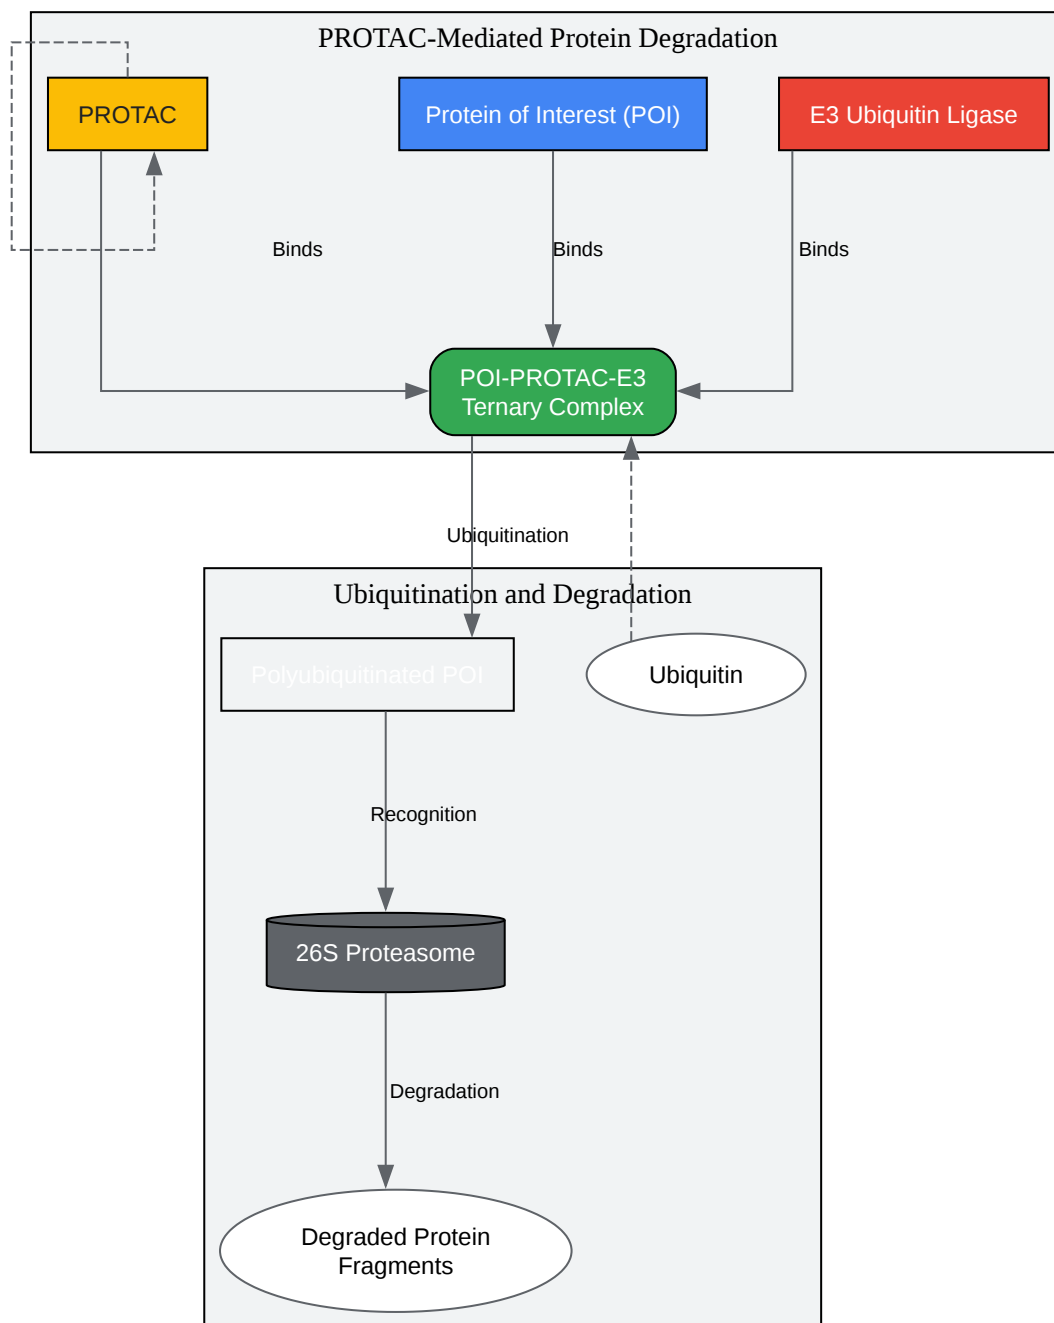 PROTAC-Mediated Protein Degradation
PROTAC
Protein of Interest (POI)
E3 Ubiquitin Ligase
Binds
Binds
Binds
POI-PROTAC-E3
Ternary Complex
Ubiquitination
Ubiquitination and Degradation
Polyubiquitinated POI
Ubiquitin
Recognition
26S Proteasome
Degradation
Degraded Protein
Fragments